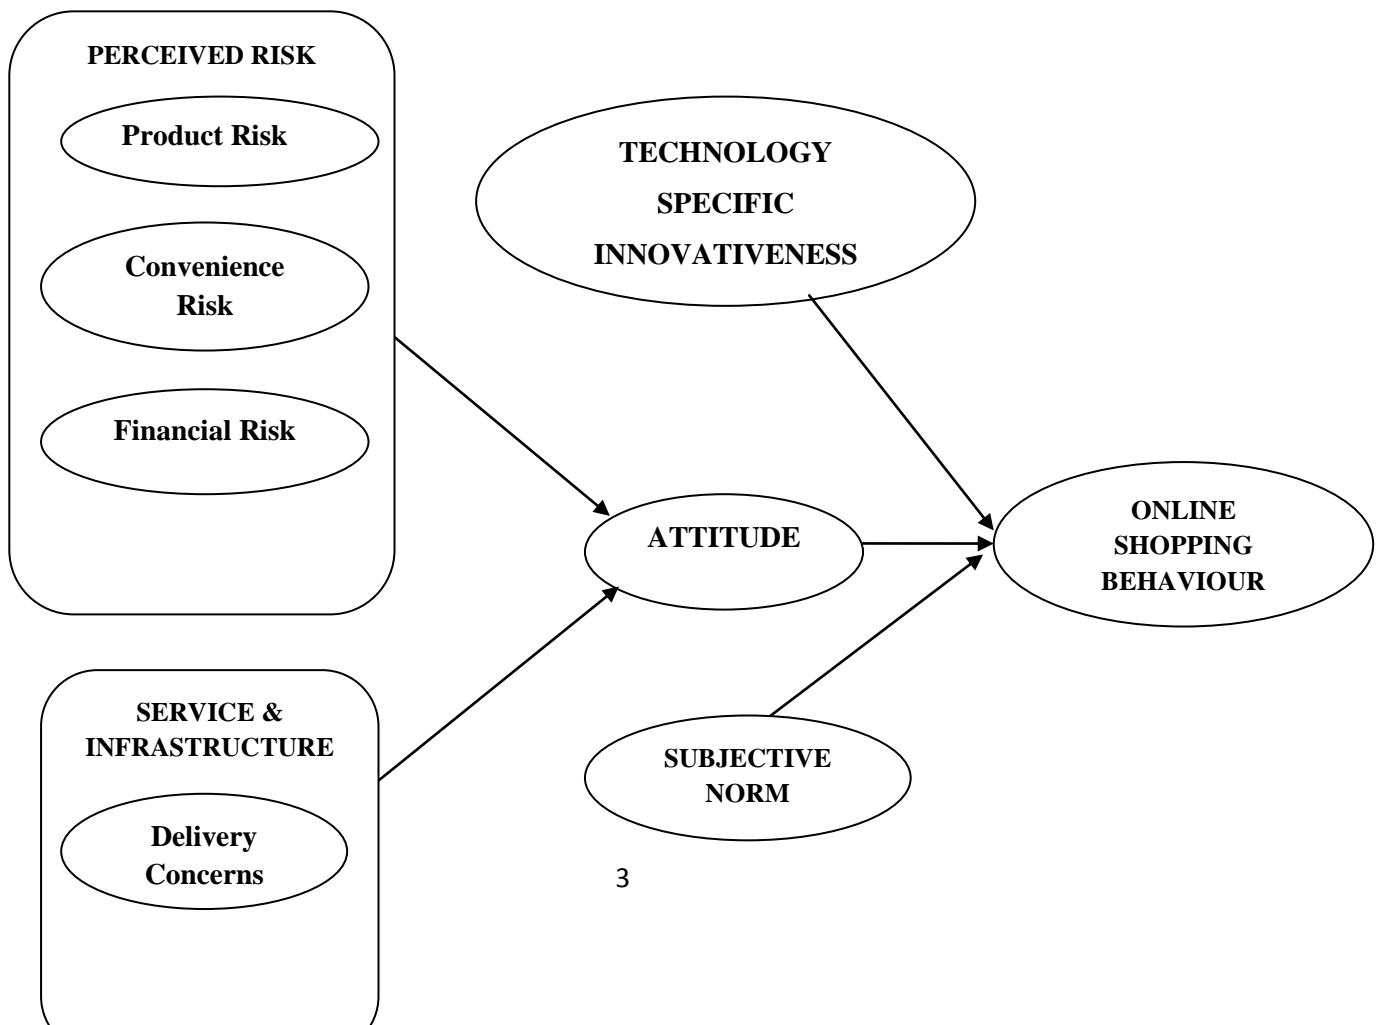 PERCEIVED RISK
Product Risk
Convenience
Risk
Financial Risk
TECHNOLOGY
SPECIFIC
INNOVATIVENESS
ATTITUDE
ONLINE
SHOPPING
BEHAVIOUR
SERVICE &
INFRASTRUCTURE
Delivery
Concerns
SUBJECTIVE
NORM
3